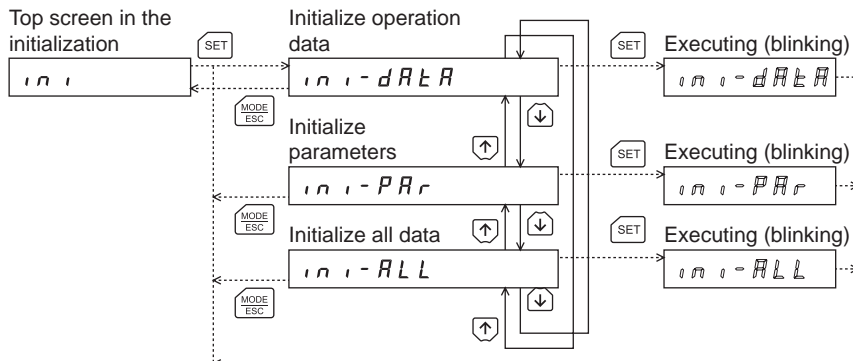 Top screen in the
initialization
SET
ini
Initialize operation
data
ini-dAtA
SET
Executing (blinking)
ini-dAtA
MODE
ESC
Initialize
parameters
ini-PAr
SET
Executing (blinking)
ini-PAr
MODE
ESC
Initialize all data
ini-ALL
SET
Executing (blinking)
ini-ALL
MODE
ESC